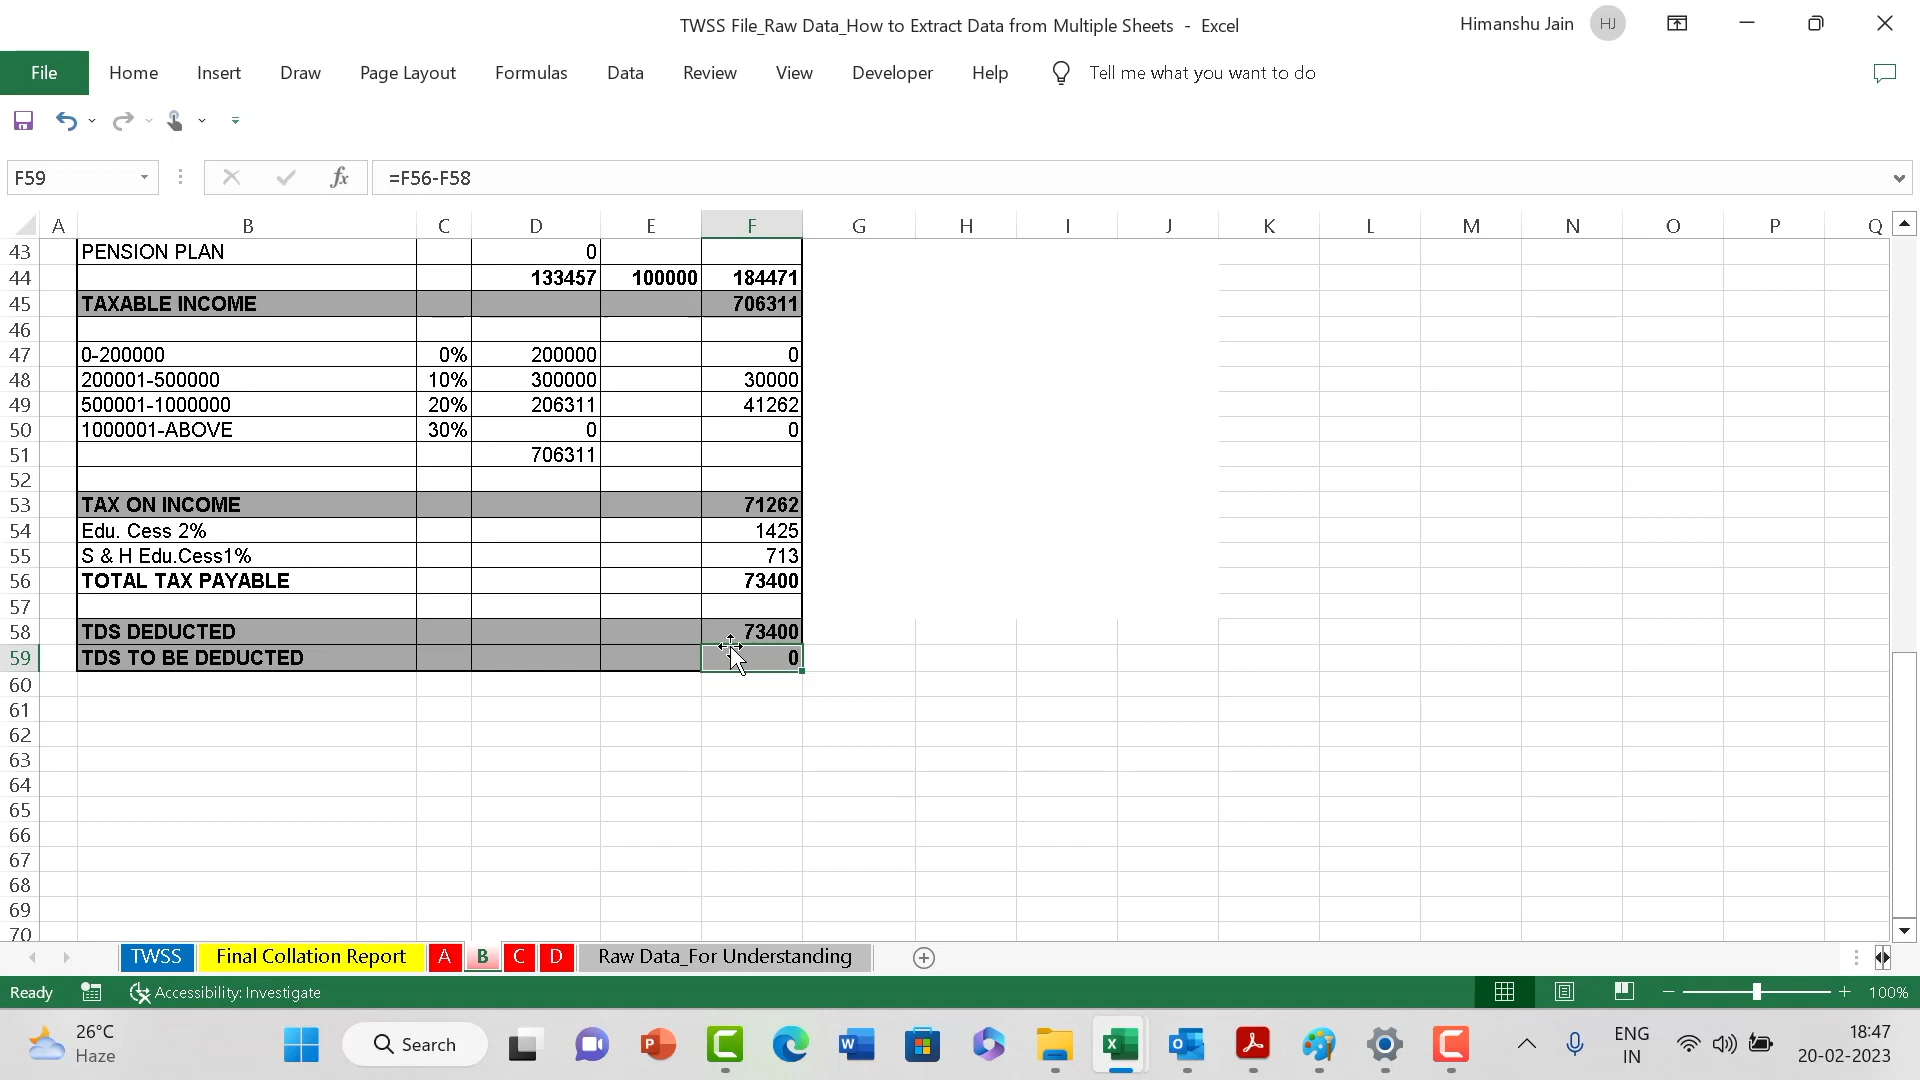 TWSS File_Raw Data_How to Extract Data from Multiple Sheets - Excel
Himanshu Jain HJ
File Home Insert Draw Page Layout Formulas Data Review View Developer Help Tell me what you want to do
F59 fx =F56-F58
A B C D E F G H I J K L M N O P Q
43 PENSION PLAN 0
44 133457 100000 184471
45 TAXABLE INCOME 706311
46
47 0-200000 0% 200000 0
48 200001-500000 10% 300000 30000
49 500001-1000000 20% 206311 41262
50 1000001-ABOVE 30% 0 0
51 706311
52
53 TAX ON INCOME 71262
54 Edu. Cess 2% 1425
55 S & H Edu.Cess1% 713
56 TOTAL TAX PAYABLE 73400
57
58 TDS DEDUCTED 73400
59 TDS TO BE DEDUCTED 0
60
61
62
63
64
65
66
67
68
69
70
TWSS Final Collation Report A B C D Raw Data_For Understanding
Ready Accessibility: Investigate 100%
26°C
Haze
Search
ENG
IN
18:47
20-02-2023